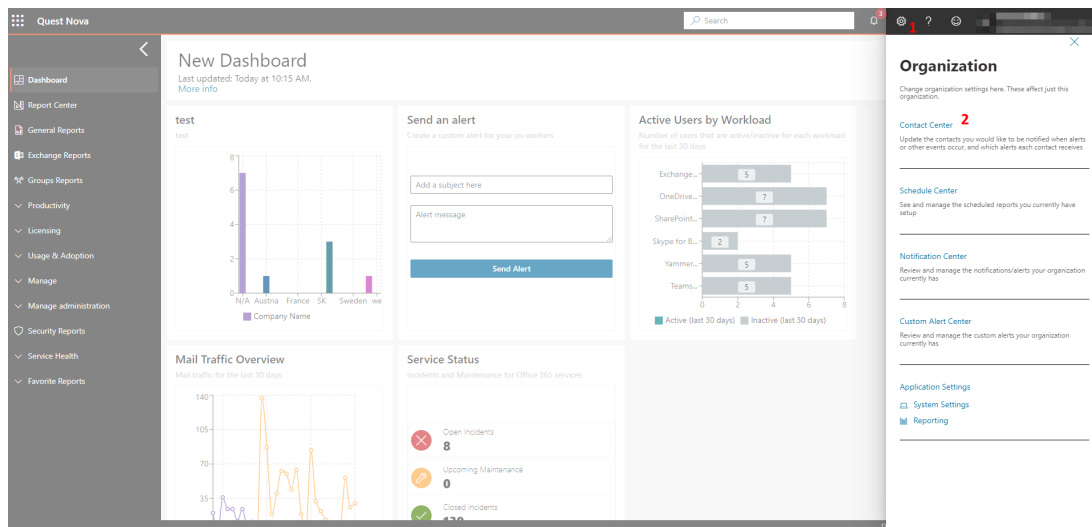 Quest Nova
Search
3
1
?
Dashboard
Report Center
General Reports
Exchange Reports
Groups Reports
Productivity
Licensing
Usage & Adoption
Manage
Manage administration
Security Reports
Service Health
Favorite Reports
New Dashboard
Last updated: Today at 10:15 AM.
More info
test
test
8
6
4
2
0
N/A Austria France SK Sweden we
Company Name
Send an alert
Create a custom alert for your co-workers
Add a subject here
Alert message
Send Alert
Active Users by Workload
Number of users that are active/inactive for each workload
for the last 30 days
Exchange... 5
OneDrive... 7
SharePoint... 7
Skype for B... 2
Yammer... 5
Teams... 5
0 2 4 6 8
Active (last 30 days) Inactive (last 30 days)
Mail Traffic Overview
Mail traffic for the last 30 days
140
105
70
35
Service Status
Incidents and Maintenance for Office 365 services
Open Incidents
8
Upcoming Maintenance
0
Closed Incidents
Organization
Change organization settings here. These affect just this
organization.
Contact Center 2
Update the contacts you would like to be notified when alerts
or other events occur, and which alerts each contact receives
Schedule Center
See and manage the scheduled reports you currently have
setup
Notification Center
Review and manage the notifications/alerts your organization
currently has
Custom Alert Center
Review and manage the custom alerts your organization
currently has
Application Settings
System Settings
Reporting